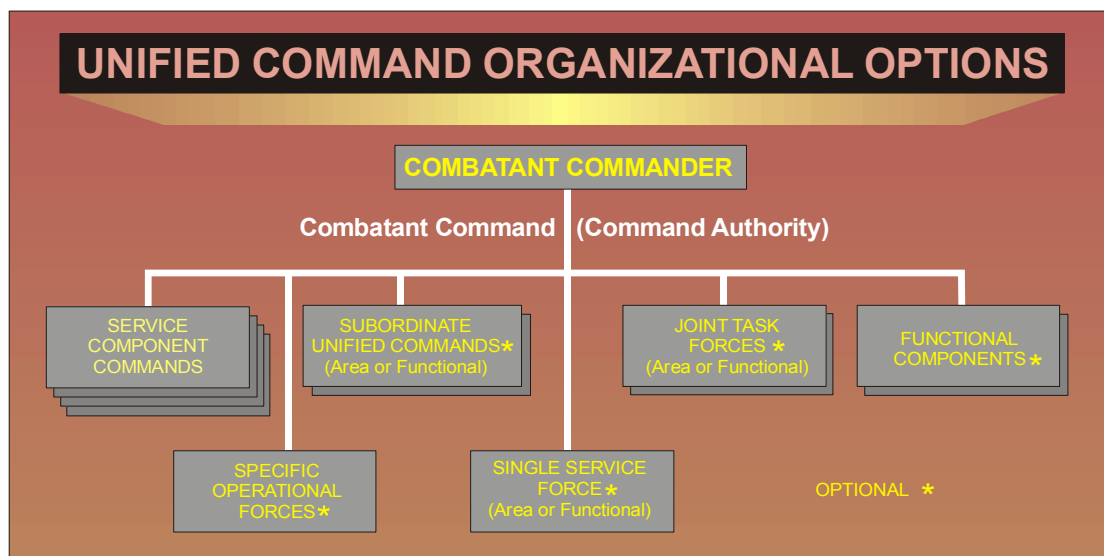 UNIFIED COMMAND ORGANIZATIONAL OPTIONS
COMBATANT COMMANDER
Combatant Command (Command Authority)
SERVICE
COMPONENT
COMMANDS
SUBORDINATE
UNIFIED COMMANDS*
(Area or Functional)
JOINT TASK
FORCES *
(Area or Functional)
FUNCTIONAL
COMPONENTS *
SPECIFIC
OPERATIONAL
FORCES*
SINGLE SERVICE
FORCE*
(Area or Functional)
OPTIONAL *